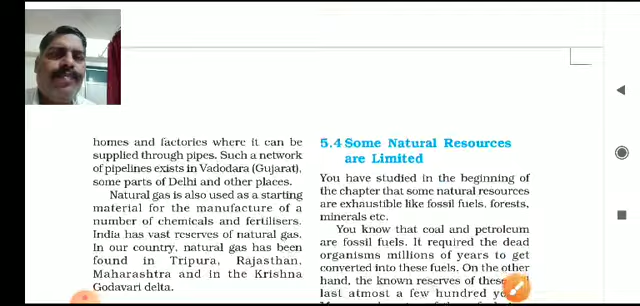 homes and factories where it can be
supplied through pipes. Such a network
of pipelines exists in Vadodara (Gujarat),
some parts of Delhi and other places.
Natural gas is also used as a starting
material for the manufacture of a
number of chemicals and fertilisers.
India has vast reserves of natural gas.
In our country, natural gas has been
found in Tripura, Rajasthan,
Maharashtra and in the Krishna
Godavari delta.
5.4 Some Natural Resources
are Limited
You have studied in the beginning of
the chapter that some natural resources
are exhaustible like fossil fuels, forests,
minerals etc.
You know that coal and petroleum
are fossil fuels. It required the dead
organisms millions of years to get
converted into these fuels. On the other
hand, the known reserves of these
last atmost a few hundred